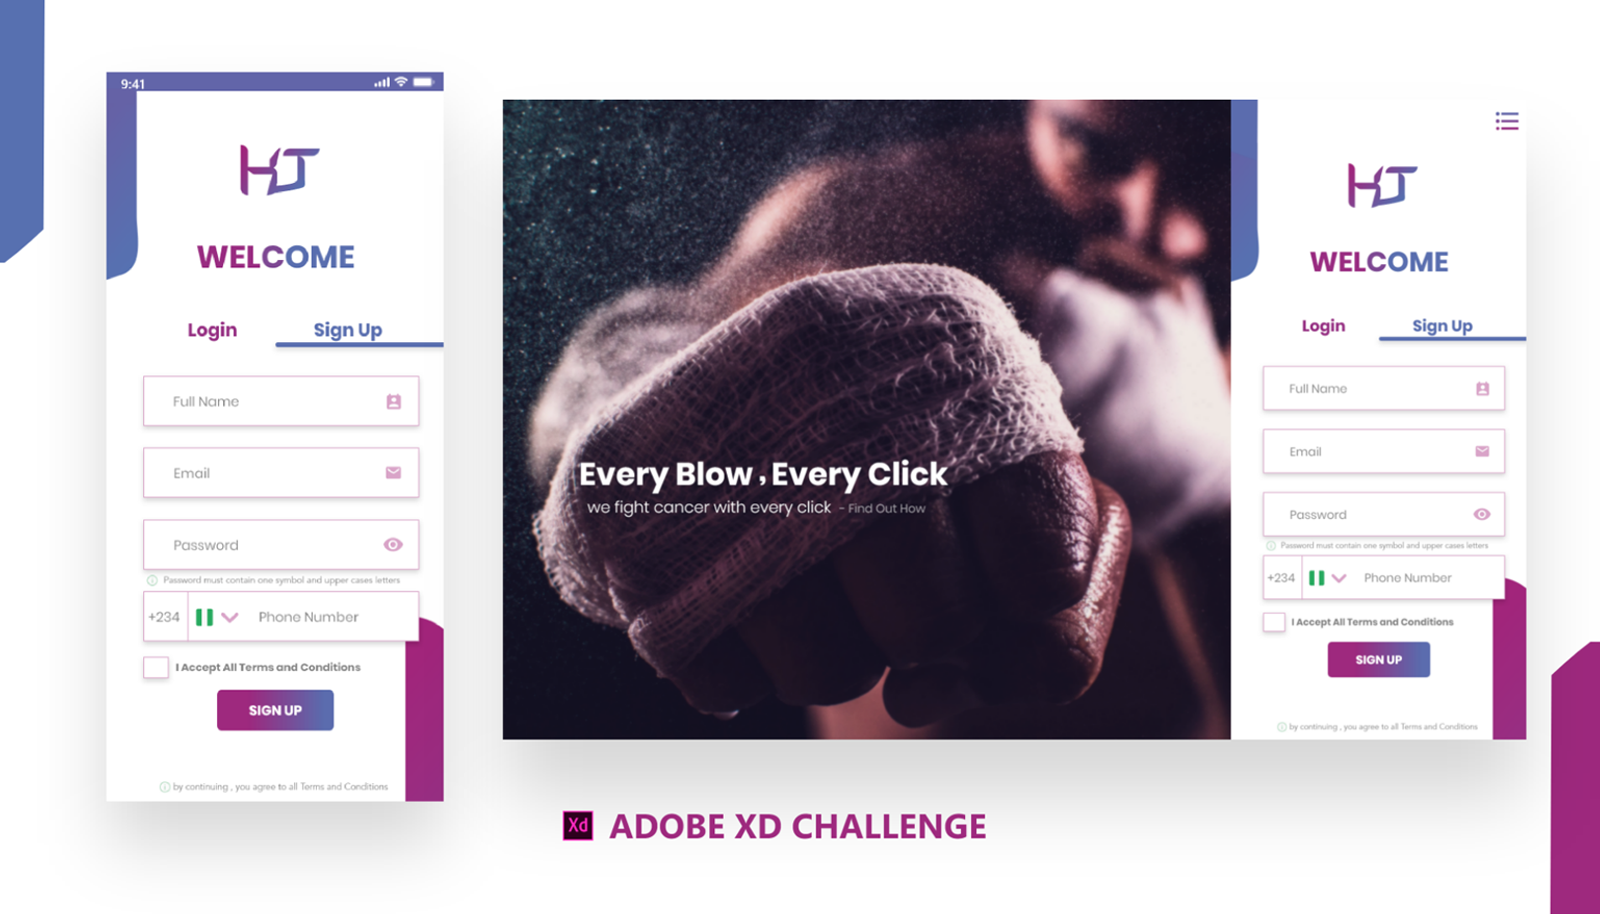 9:41
WELCOME
Login Sign Up
Full Name
Email
Password
Password must contain one symbol and upper cases letters
+234 Phone Number
I Accept All Terms and Conditions
SIGN UP
by continuing , you agree to all Terms and Conditions
Every Blow , Every Click
we fight cancer with every click - Find Out How
WELCOME
Login Sign Up
Full Name
Email
Password
Password must contain one symbol and upper cases letters
+234 Phone Number
I Accept All Terms and Conditions
SIGN UP
by continuing , you agree to all Terms and Conditions
Xd ADOBE XD CHALLENGE